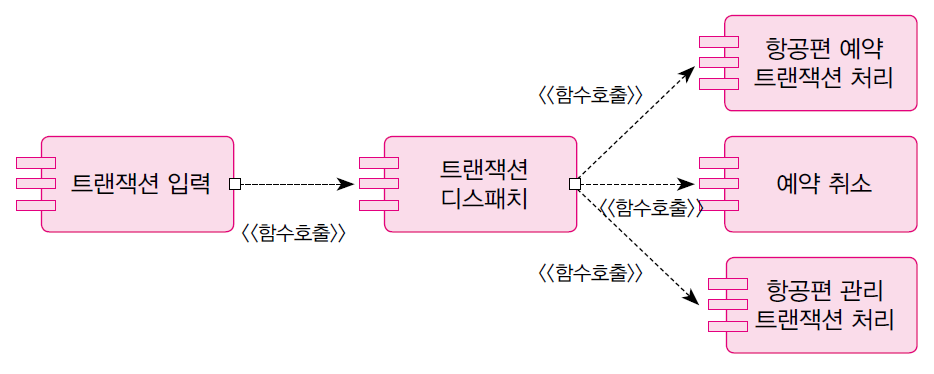 트랜잭션 입력
<<함수호출>>
트랜잭션
디스패치
<<함수호출>>
항공편 예약
트랜잭션 처리
<<함수호출>>
예약 취소
<<함수호출>>
항공편 관리
트랜잭션 처리